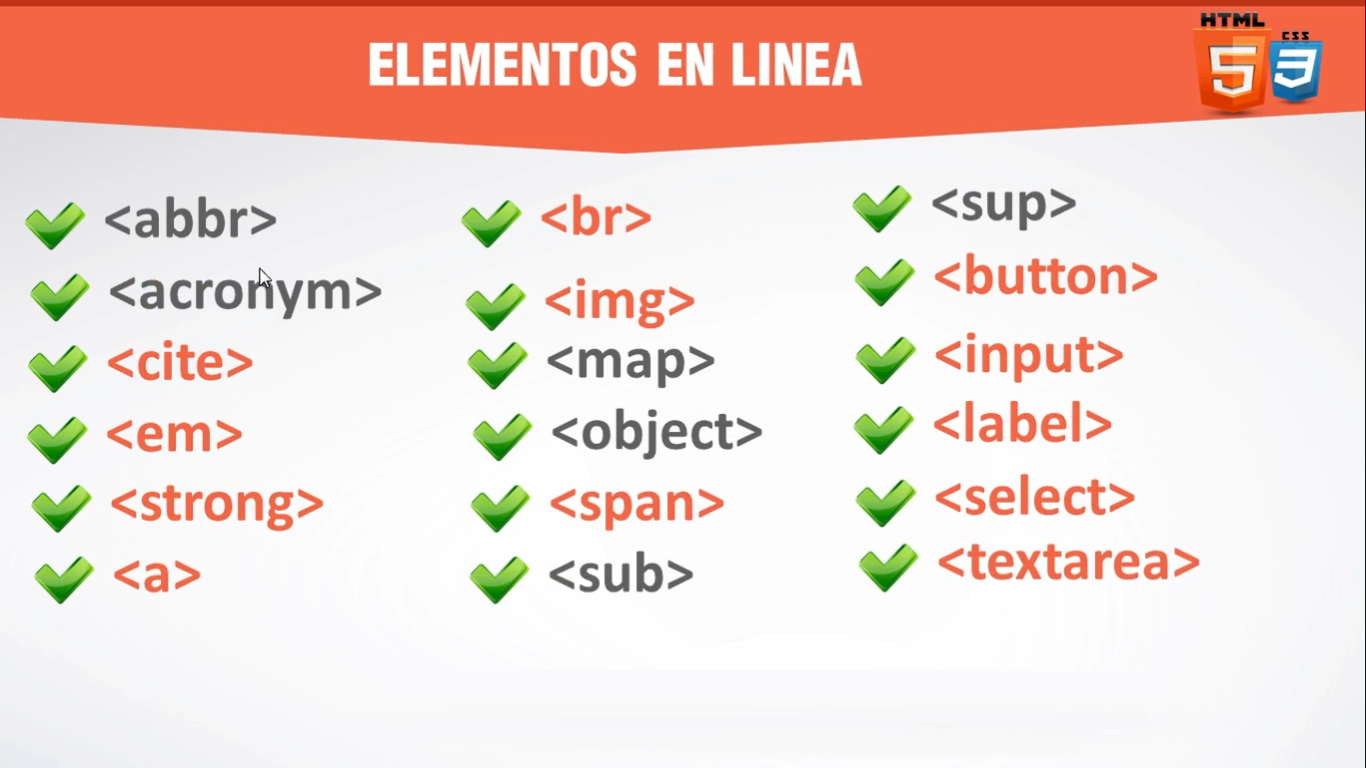 ELEMENTOS EN LINEA
HTML
5
CSS
3
<abbr>
<acronym>
<cite>
<em>
<strong>
<a>
<br>
<img>
<map>
<object>
<span>
<sub>
<sup>
<button>
<input>
<label>
<select>
<textarea>